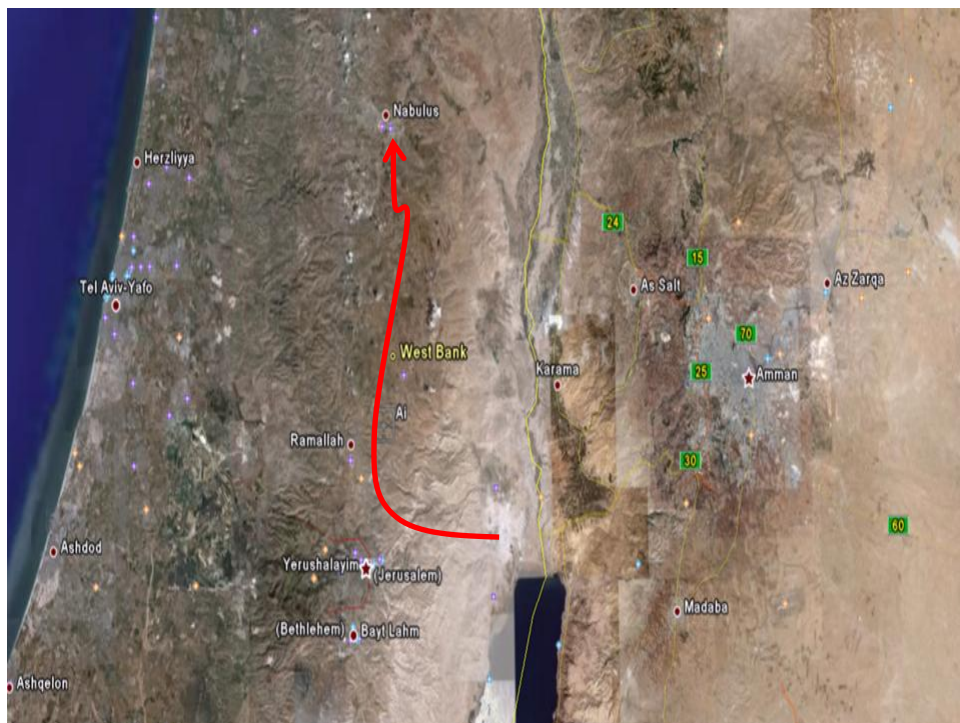 Nabulus
Herzliyya
24
15
As Salt
Az Zarqa
Tel Aviv-Yafo
70
West Bank
Karama
25
Amman
Ai
Ramallah
30
60
Ashdod
Yerushalayim
(Jerusalem)
Madaba
(Bethlehem) Bayt Lahm
Ashqelon